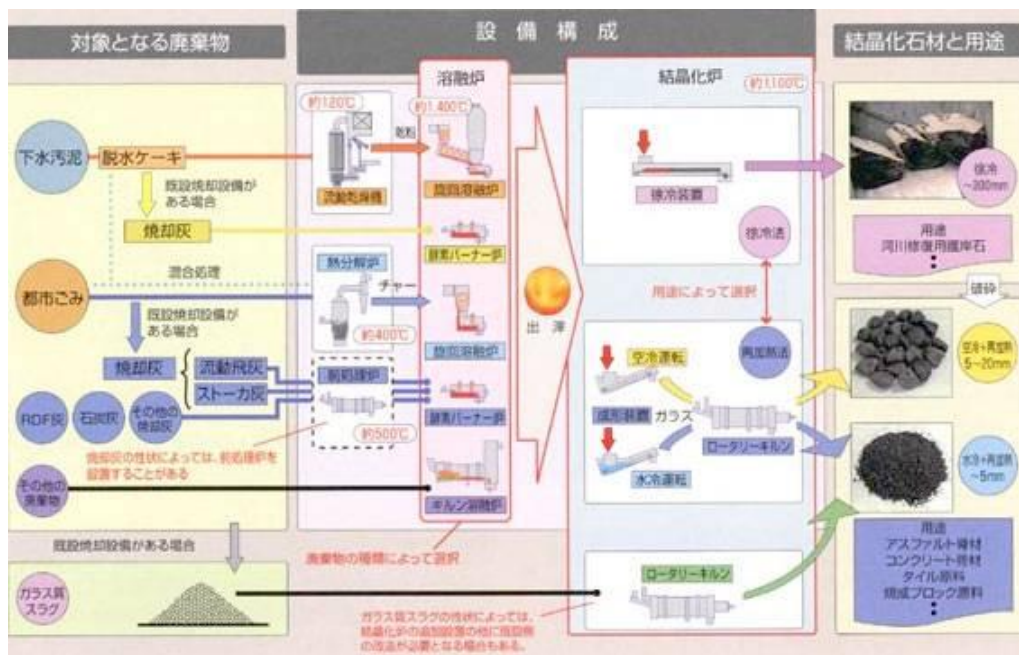 対象となる廃棄物
設備構成
結晶化石材と用途
溶融炉
結晶化炉
約1,100℃
約120℃
約1,400℃
乾粉
下水汚泥
脱水ケーキ
流動乾燥機
旋回溶融炉
徐冷装置
徐冷
~300mm
既設焼却設備が
ある場合
焼却灰
酸素バーナー炉
徐冷法
用途
河川修復用護岸石
混合処理
熱分解炉
チャー
用途によって選択
破砕
都市ごみ
約400℃
出滓
既設焼却設備が
ある場合
旋回溶融炉
再加熱法
空冷+再加熱
5~20mm
焼却灰
流動飛灰
ストーカ灰
前処理炉
空冷運転
成形装置
ガラス
RDF灰
石炭灰
その他の
焼却灰
酸素バーナー炉
ロータリーキルン
約500℃
焼却灰の性状によっては、前処理炉を
設置することがある
水冷運転
水冷+再加熱
~5mm
その他の
廃棄物
キルン溶融炉
用途
アスファルト骨材
コンクリート骨材
タイル原料
焼成ブロック原料
既設焼却設備がある場合
廃棄物の種類によって選択
ガラス質
スラグ
ロータリーキルン
ガラス質スラグの性状によっては、
結晶化炉の追加設置の他に既設側
の改造が必要となる場合もある。